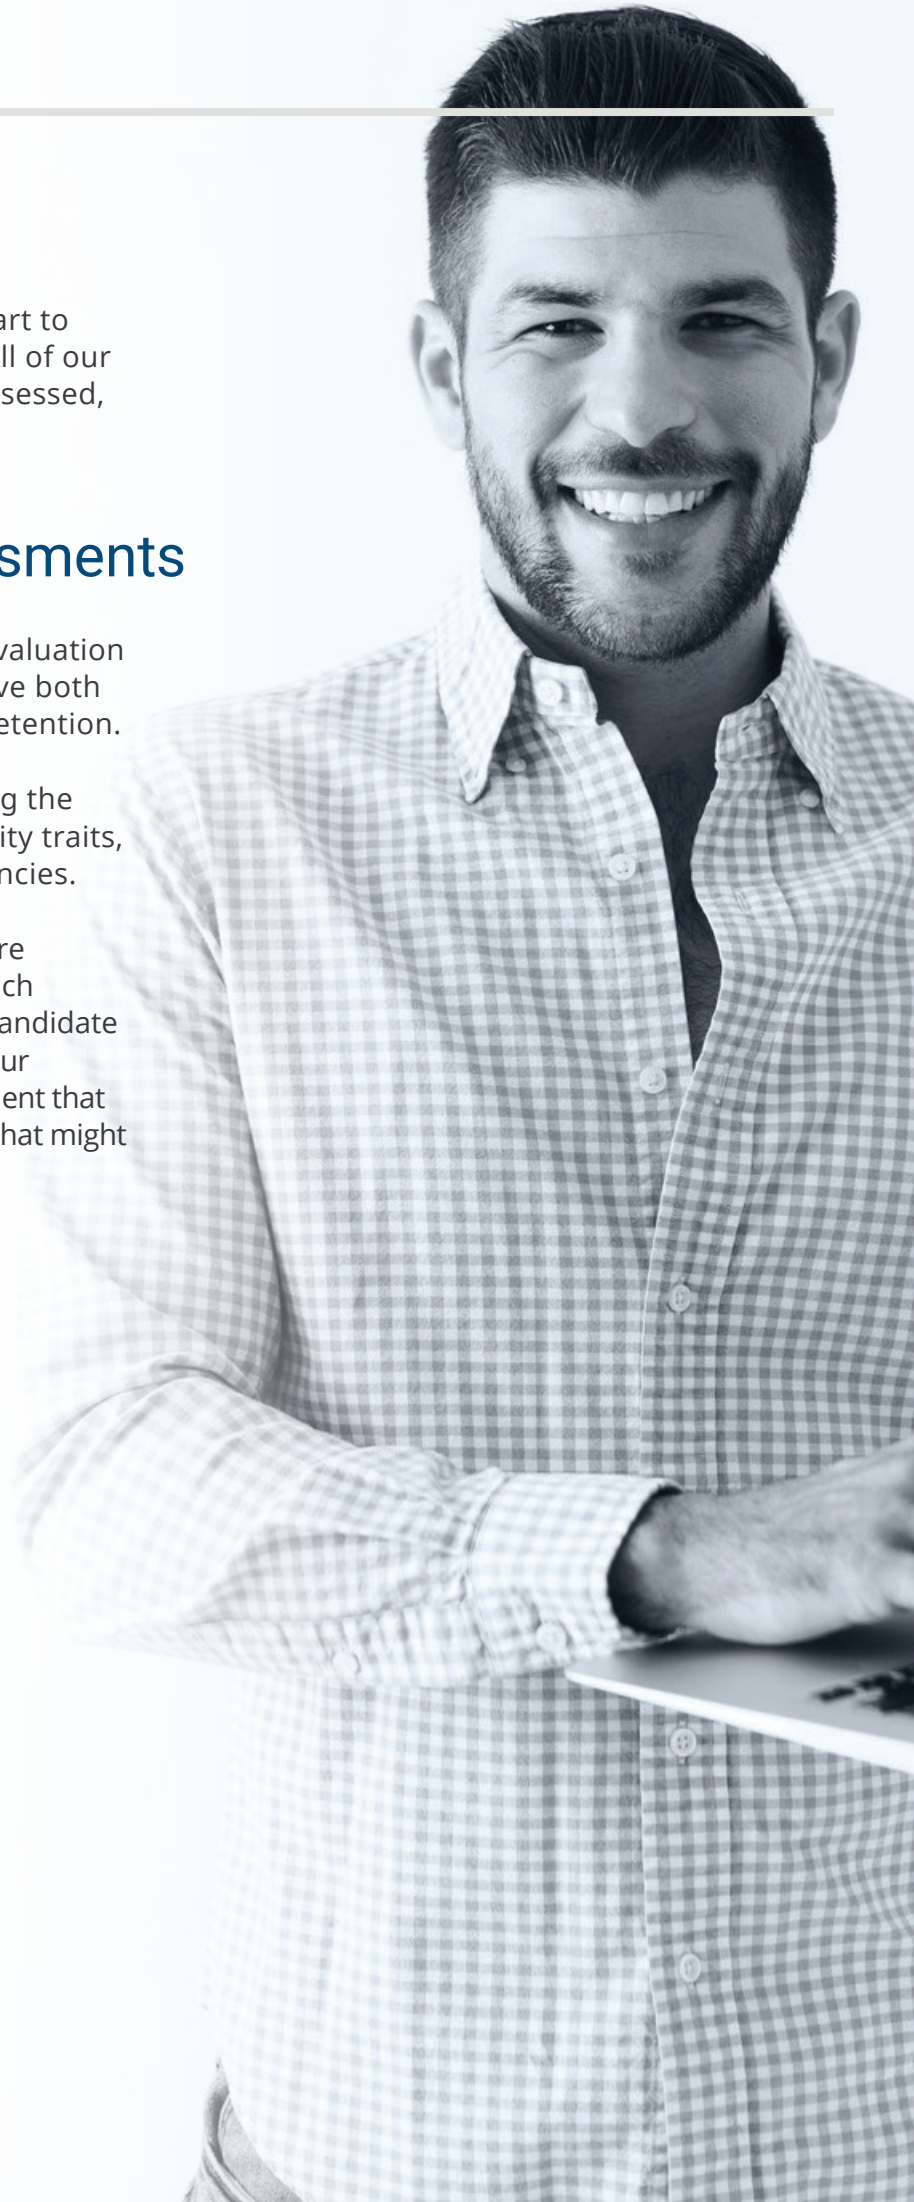 art to
ll of our
sessed,
sments
valuation
ve both
etention.
g the
ity traits,
ncies.
re
ch
andidate
ur
ent that
hat might